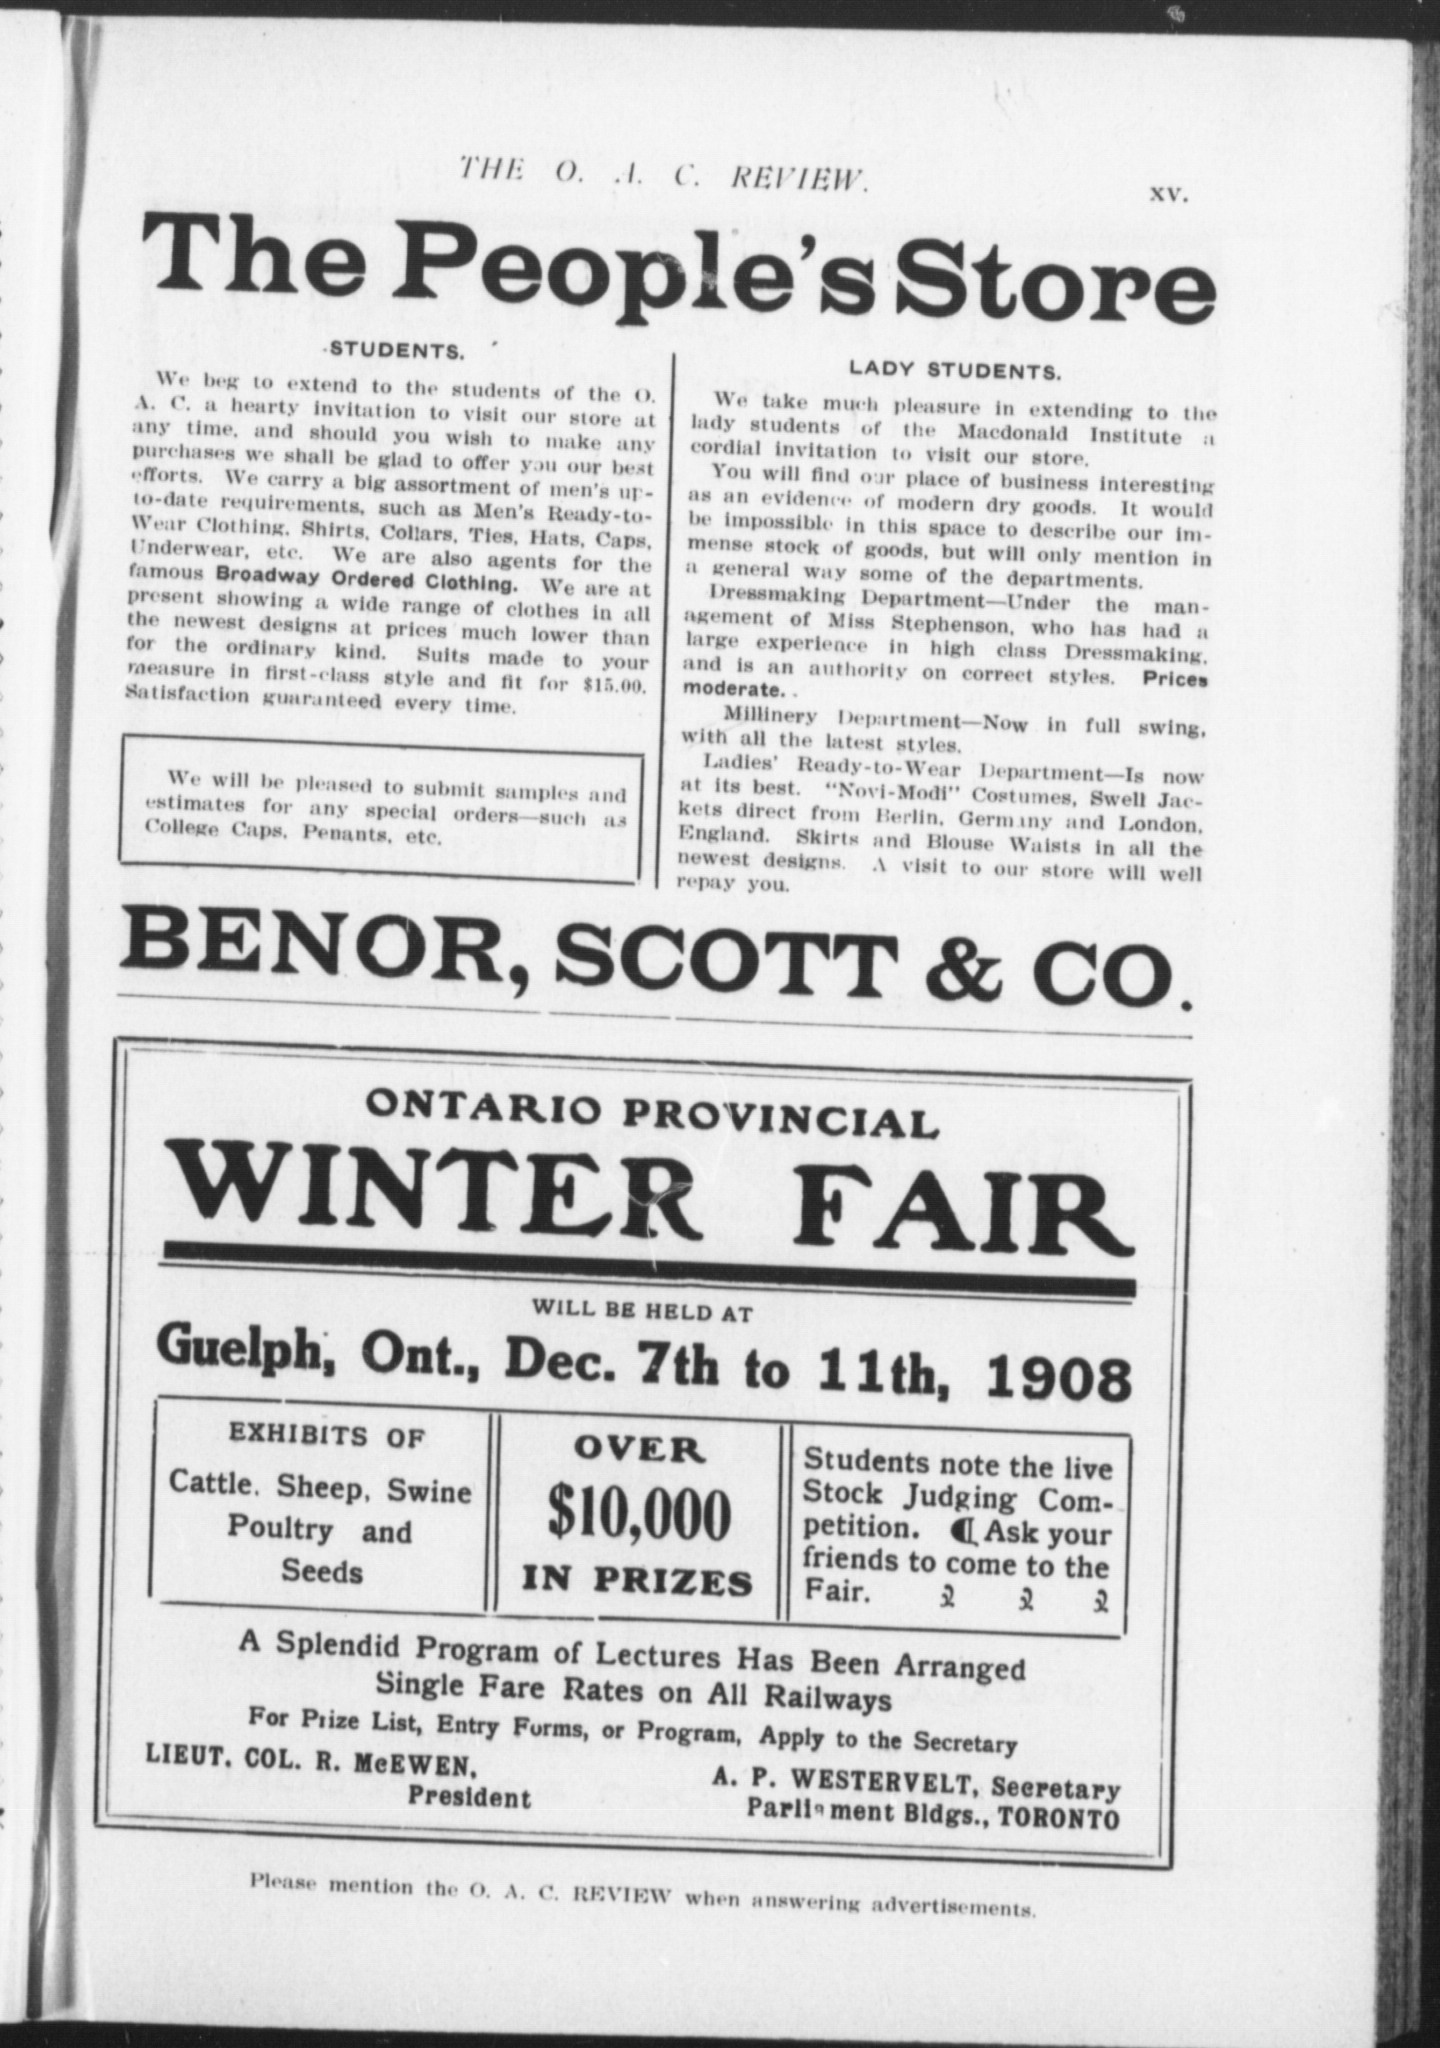 THE O. A. C. REVIEW.
xv.
The People's Store
STUDENTS.
We beg to extend to the students of the O.
A. C. a hearty invitation to visit our store at
any time, and should you wish to make any
purchases we shall be glad to offer you our best
efforts. We carry a big assortment of men's up-
to-date requirements, such as Men's Ready-to-
Wear Clothing, Shirts, Collars, Ties, Hats, Caps,
Underwear, etc. We are also agents for the
famous Broadway Ordered Clothing. We are at
present showing a wide range of clothes in all
the newest designs at prices much lower than
for the ordinary kind. Suits made to your
measure in first-class style and fit for $15.00.
Satisfaction guaranteed every time.
We will be pleased to submit samples and
estimates for any special orders—such as
College Caps, Penants, etc.
LADY STUDENTS.
We take much pleasure in extending to the
lady students of the Macdonald Institute a
cordial invitation to visit our store.
You will find our place of business interesting
as an evidence of modern dry goods. It would
be impossible in this space to describe our im-
mense stock of goods, but will only mention in
a general way some of the departments.
Dressmaking Department—Under the man-
agement of Miss Stephenson, who has had a
large experience in high class Dressmaking,
and is an authority on correct styles. Prices
moderate.
Millinery Department—Now in full swing,
with all the latest styles.
Ladies' Ready-to-Wear Department—Is now
at its best. "Novi-Modi" Costumes, Swell Jac-
kets direct from Berlin, Germany and London,
England. Skirts and Blouse Waists in all the
newest designs. A visit to our store will well
repay you.
BENOR, SCOTT & CO.
ONTARIO PROVINCIAL
WINTER FAIR
WILL BE HELD AT
Guelph, Ont., Dec. 7th to 11th, 1908
EXHIBITS OF
Cattle, Sheep, Swine
Poultry and
Seeds
OVER
$10,000
IN PRIZES
Students note the live
Stock Judging Com-
petition. ¶ Ask your
friends to come to the
Fair.
A Splendid Program of Lectures Has Been Arranged
Single Fare Rates on All Railways
For Prize List, Entry Forms, or Program, Apply to the Secretary
LIEUT. COL. R. McEWEN,
President
A. P. WESTERVELT, Secretary
Parliament Bldgs., TORONTO
Please mention the O. A. C. REVIEW when answering advertisements.